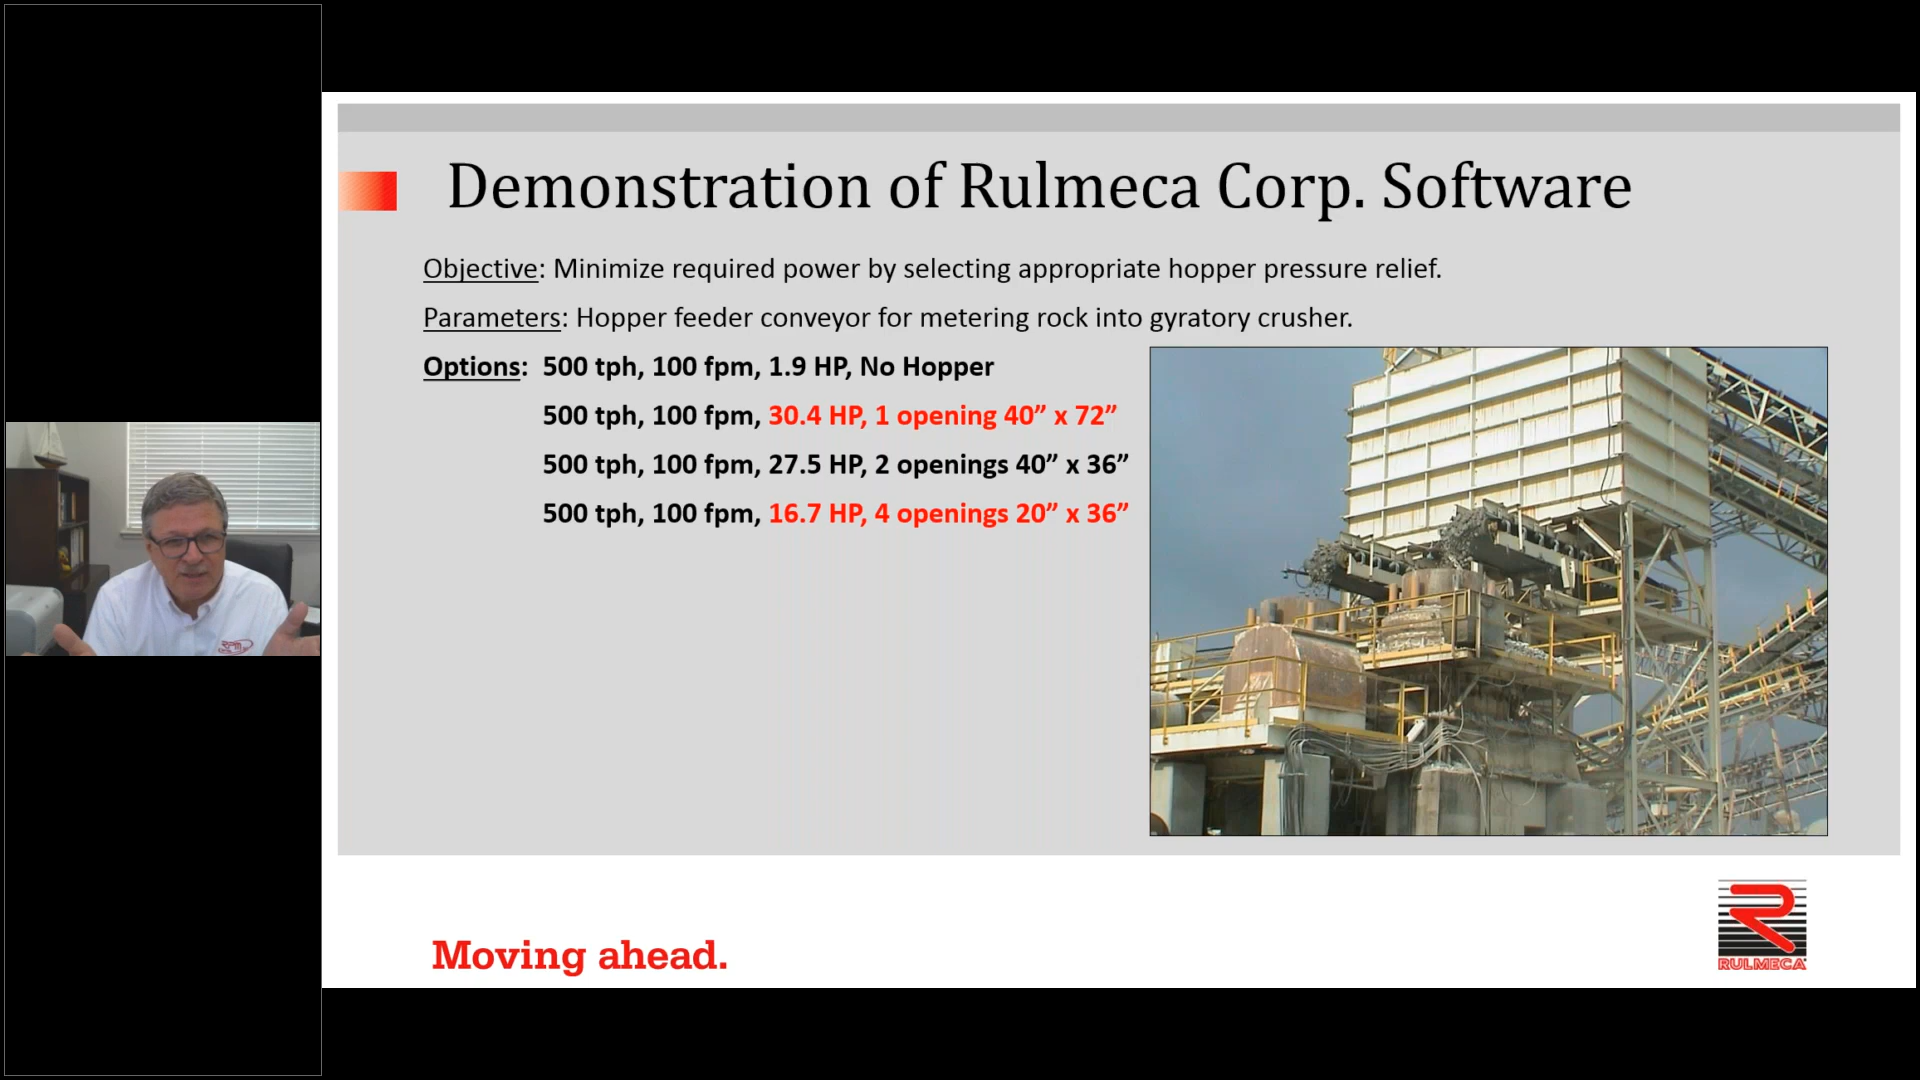 Demonstration of Rulmeca Corp. Software
Objective: Minimize required power by selecting appropriate hopper pressure relief.
Parameters: Hopper feeder conveyor for metering rock into gyratory crusher.
Options: 500 tph, 100 fpm, 1.9 HP, No Hopper
500 tph, 100 fpm, 30.4 HP, 1 opening 40” x 72”
500 tph, 100 fpm, 27.5 HP, 2 openings 40” x 36”
500 tph, 100 fpm, 16.7 HP, 4 openings 20” x 36”
Moving ahead.
RULMECA